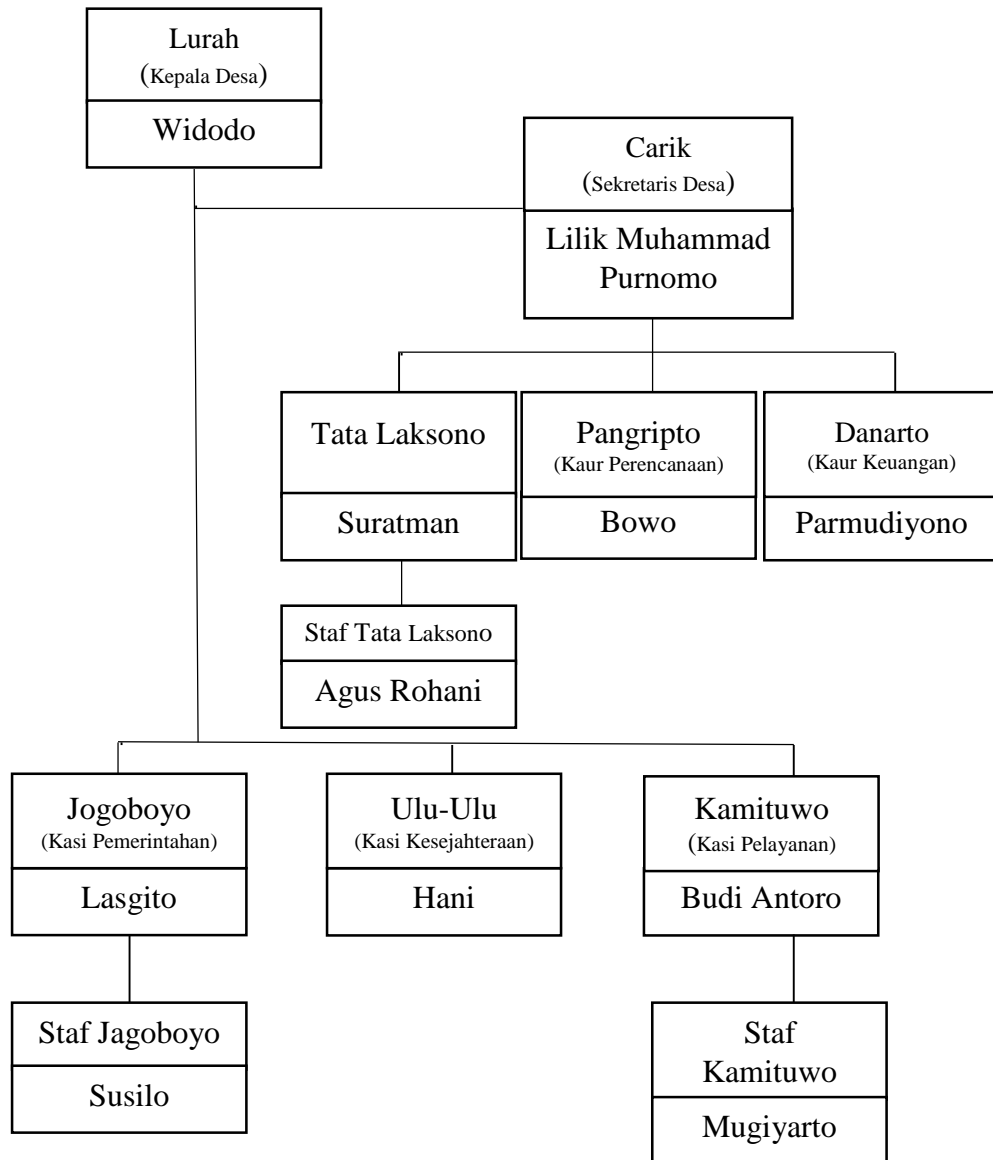 Lurah
(Kepala Desa)
Widodo
Carik
(Sekretaris Desa)
Lilik Muhammad
Purnomo
Tata Laksono
Suratman
Pangripto
(Kaur Perencanaan)
Bowo
Danarto
(Kaur Keuangan)
Parmudiyono
Staf Tata Laksono
Agus Rohani
Jogoboyo
(Kasi Pemerintahan)
Lasgito
Ulu-Ulu
(Kasi Kesejahteraan)
Hani
Kamituwo
(Kasi Pelayanan)
Budi Antoro
Staf Jagoboyo
Susilo
Staf
Kamituwo
Mugiyarto